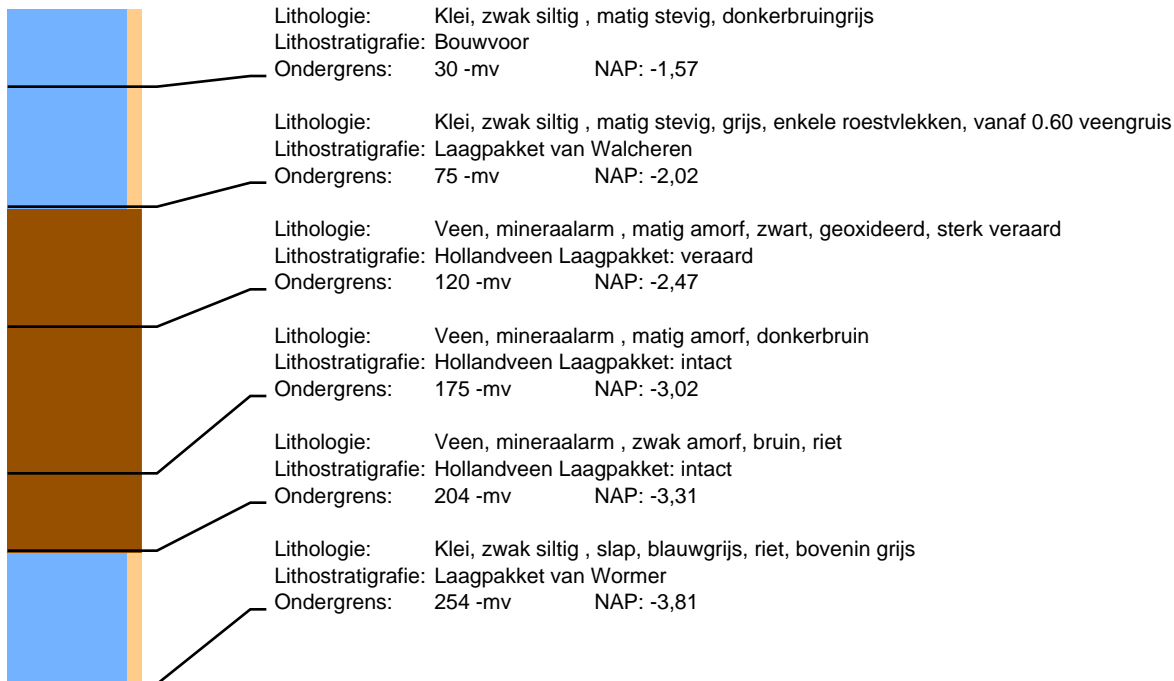 Lithologie: Klei, zwak siltig , matig stevig, donkerbruingrijs
Lithostratigrafie: Bouwvoor
Ondergrens: 30 -mv NAP: -1,57
Lithologie: Klei, zwak siltig , matig stevig, grijs, enkele roestvlekken, vanaf 0.60 veengruis
Lithostratigrafie: Laagpakket van Walcheren
Ondergrens: 75 -mv NAP: -2,02
Lithologie: Veen, mineraalarm , matig amorf, zwart, geoxideerd, sterk veraard
Lithostratigrafie: Hollandveen Laagpakket: veraard
Ondergrens: 120 -mv NAP: -2,47
Lithologie: Veen, mineraalarm , matig amorf, donkerbruin
Lithostratigrafie: Hollandveen Laagpakket: intact
Ondergrens: 175 -mv NAP: -3,02
Lithologie: Veen, mineraalarm , zwak amorf, bruin, riet
Lithostratigrafie: Hollandveen Laagpakket: intact
Ondergrens: 204 -mv NAP: -3,31
Lithologie: Klei, zwak siltig , slap, blauwgrijs, riet, bovenin grijs
Lithostratigrafie: Laagpakket van Wormer
Ondergrens: 254 -mv NAP: -3,81